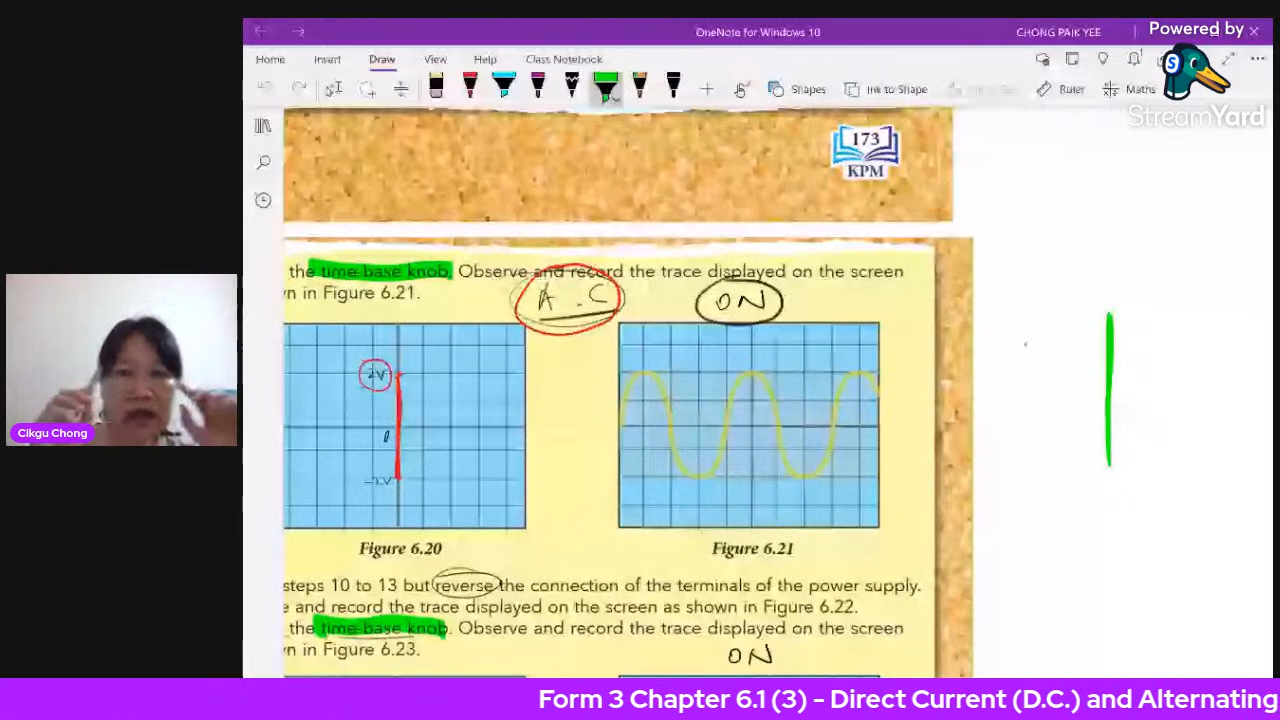 OneNote for Windows 10
CHONG PAIK YEE
Powered by
StreamYard
Home Insert Draw View Help Class Notebook
Shapes Ink to Shape Ruler Maths
173
KPM
the time-base knob. Observe and record the trace displayed on the screen
n in Figure 6.21.
A.C
ON
2V
0
-2V
Figure 6.20
Figure 6.21
steps 10 to 13 but reverse the connection of the terminals of the power supply.
e and record the trace displayed on the screen as shown in Figure 6.22.
the time-base knob. Observe and record the trace displayed on the screen
n in Figure 6.23.
ON
Cikgu Chong
Form 3 Chapter 6.1 (3) - Direct Current (D.C.) and Alternating